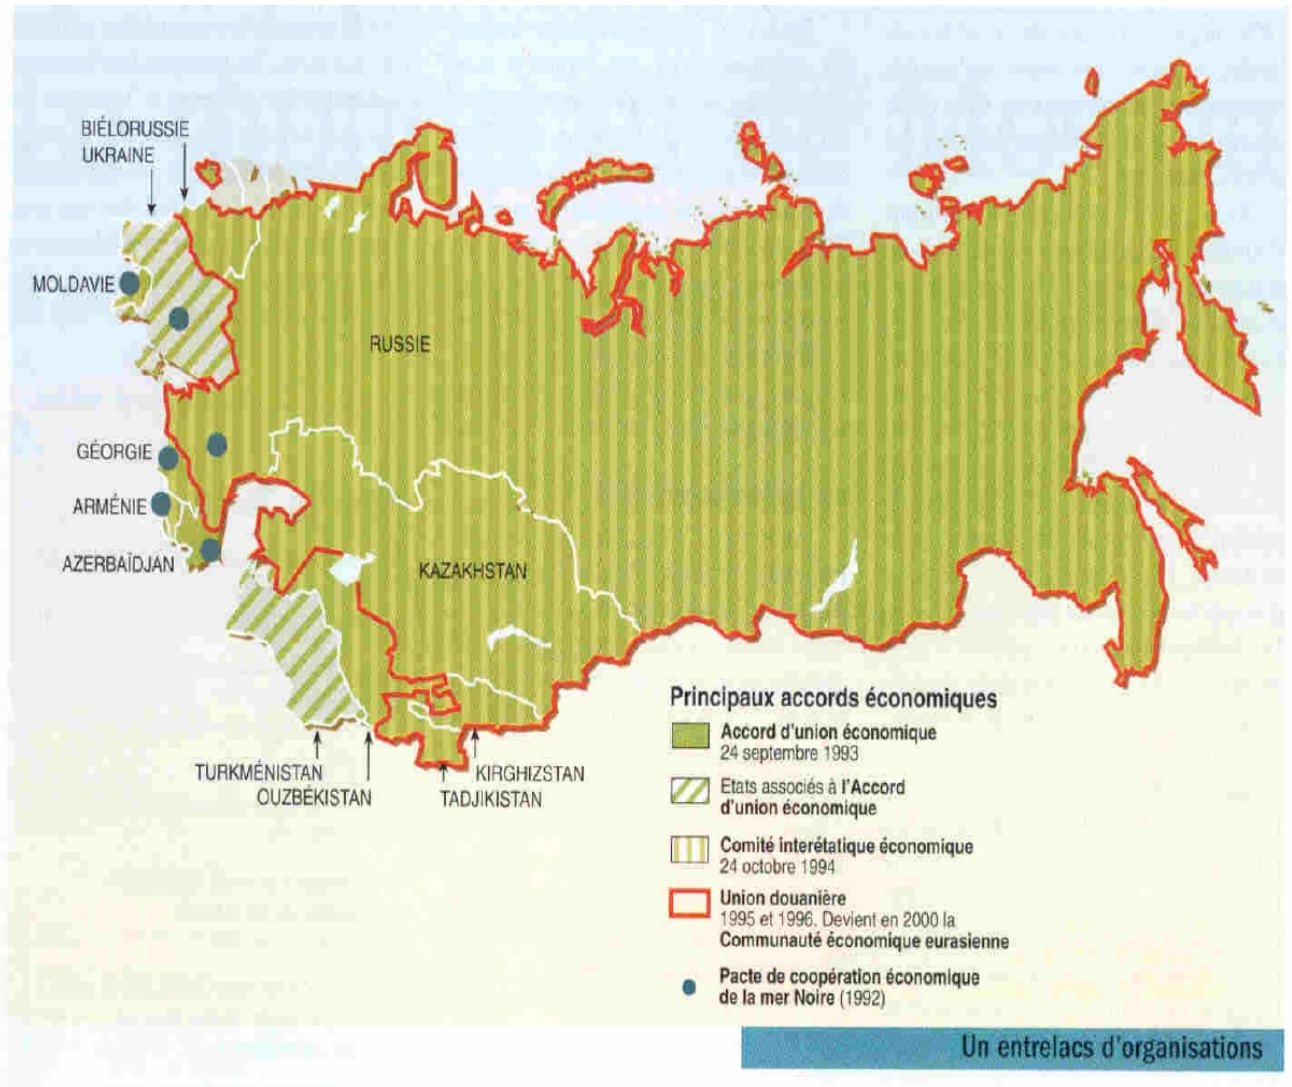 BIÉLORUSSIE
UKRAINE
MOLDAVIE
RUSSIE
GÉORGIE
ARMÉNIE
AZERBAÏDJAN
KAZAKHSTAN
TURKMÉNISTAN
OUZBÉKISTAN
KIRGHIZSTAN
TADJIKISTAN
Principaux accords économiques
Accord d'union économique
24 septembre 1993
Etats associés à l'Accord
d'union économique
Comité interétatique économique
24 octobre 1994
Union douanière
1995 et 1996. Devient en 2000 la
Communauté économique eurasienne
Pacte de coopération économique
de la mer Noire (1992)
Un entrelacs d'organisations